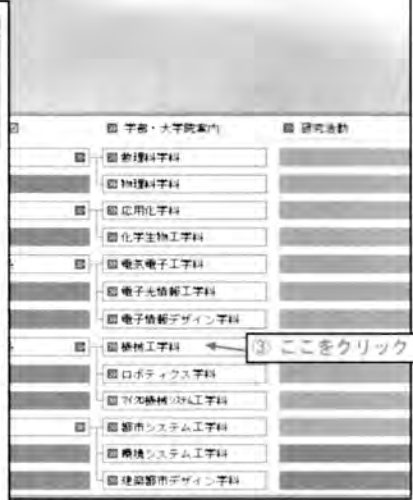 学部・大学院案内
研究活動
数理科学科
物理科学科
応用化学科
化学生物工学科
電気電子工学科
電子光情報工学科
電子情報デザイン学科
機械工学科
③ ここをクリック
ロボティクス学科
マイクロ機械システム工学科
都市システム工学科
環境システム工学科
建築都市デザイン学科